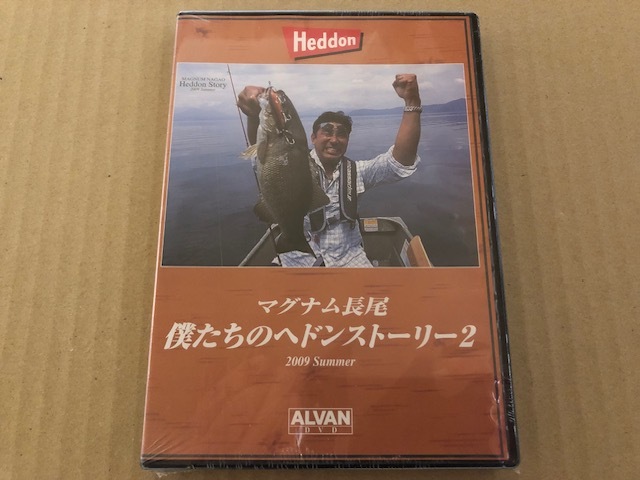 Heddon
MAGNUM NAGAO
Heddon Story
2009 Summer
マグナム長尾
僕たちのヘドンストーリー2
2009 Summer
ALVAN
DVD